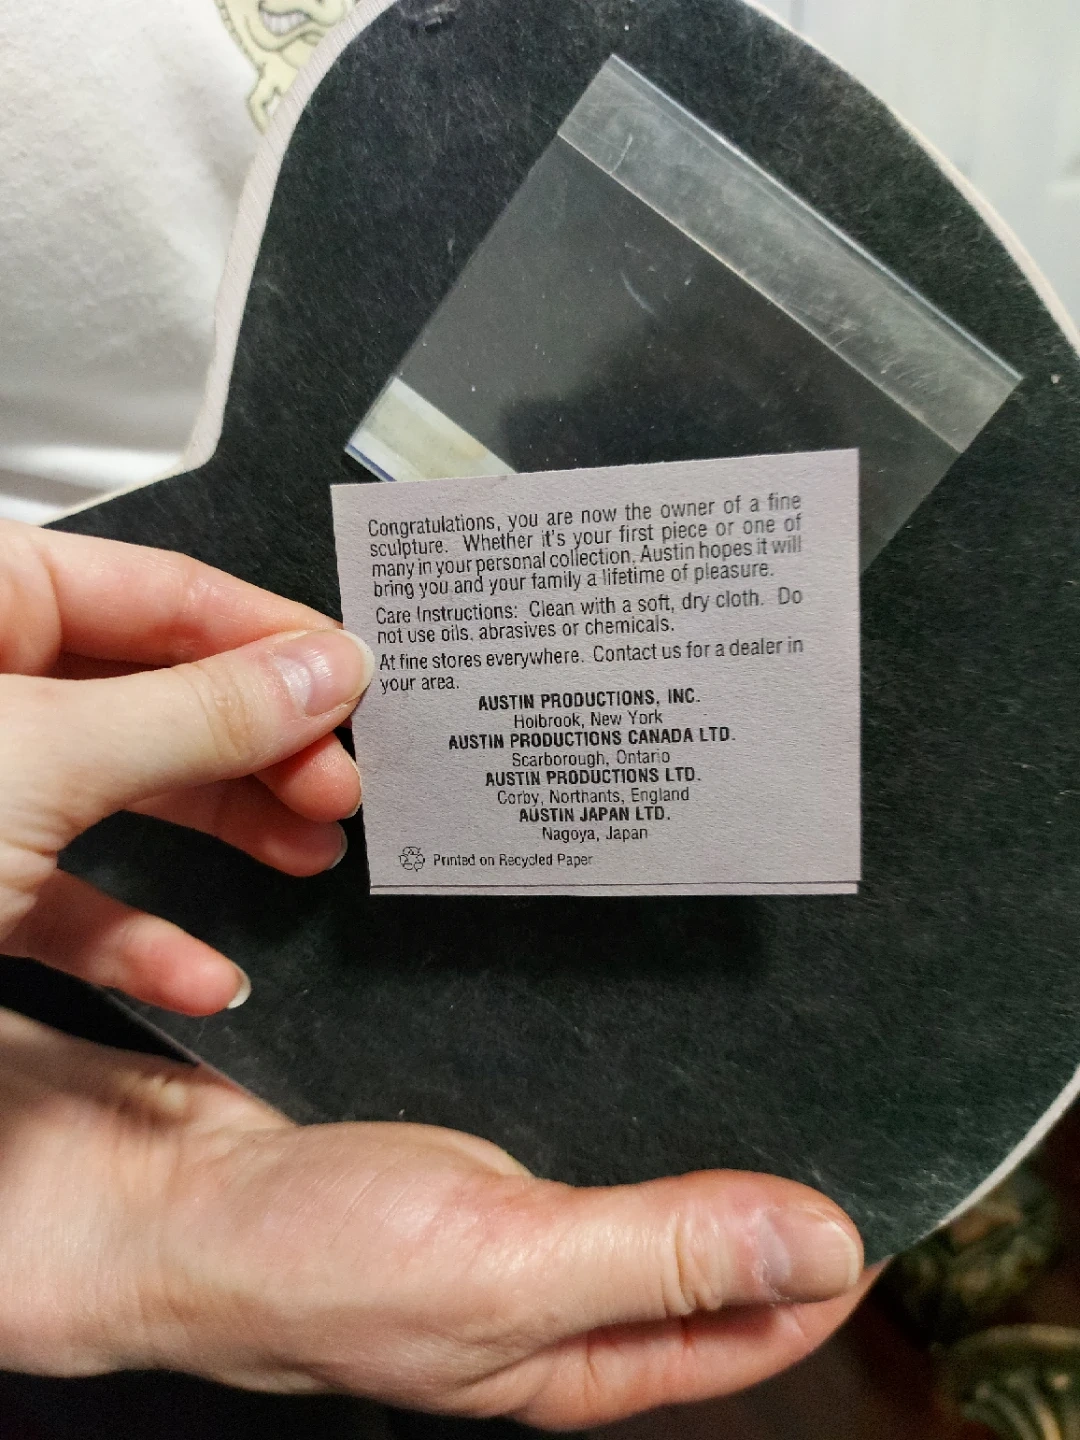 Congratulations, you are now the owner of a fine
sculpture. Whether it's your first piece or one of
many in your personal collection, Austin hopes it will
bring you and your family a lifetime of pleasure.
Care Instructions: Clean with a soft, dry cloth. Do
not use oils, abrasives or chemicals.
At fine stores everywhere. Contact us for a dealer in
your area.
AUSTIN PRODUCTIONS, INC.
Holbrook, New York
AUSTIN PRODUCTIONS CANADA LTD.
Scarborough, Ontario
AUSTIN PRODUCTIONS LTD.
Corby, Northants, England
AUSTIN JAPAN LTD.
Nagoya, Japan
Printed on Recycled Paper